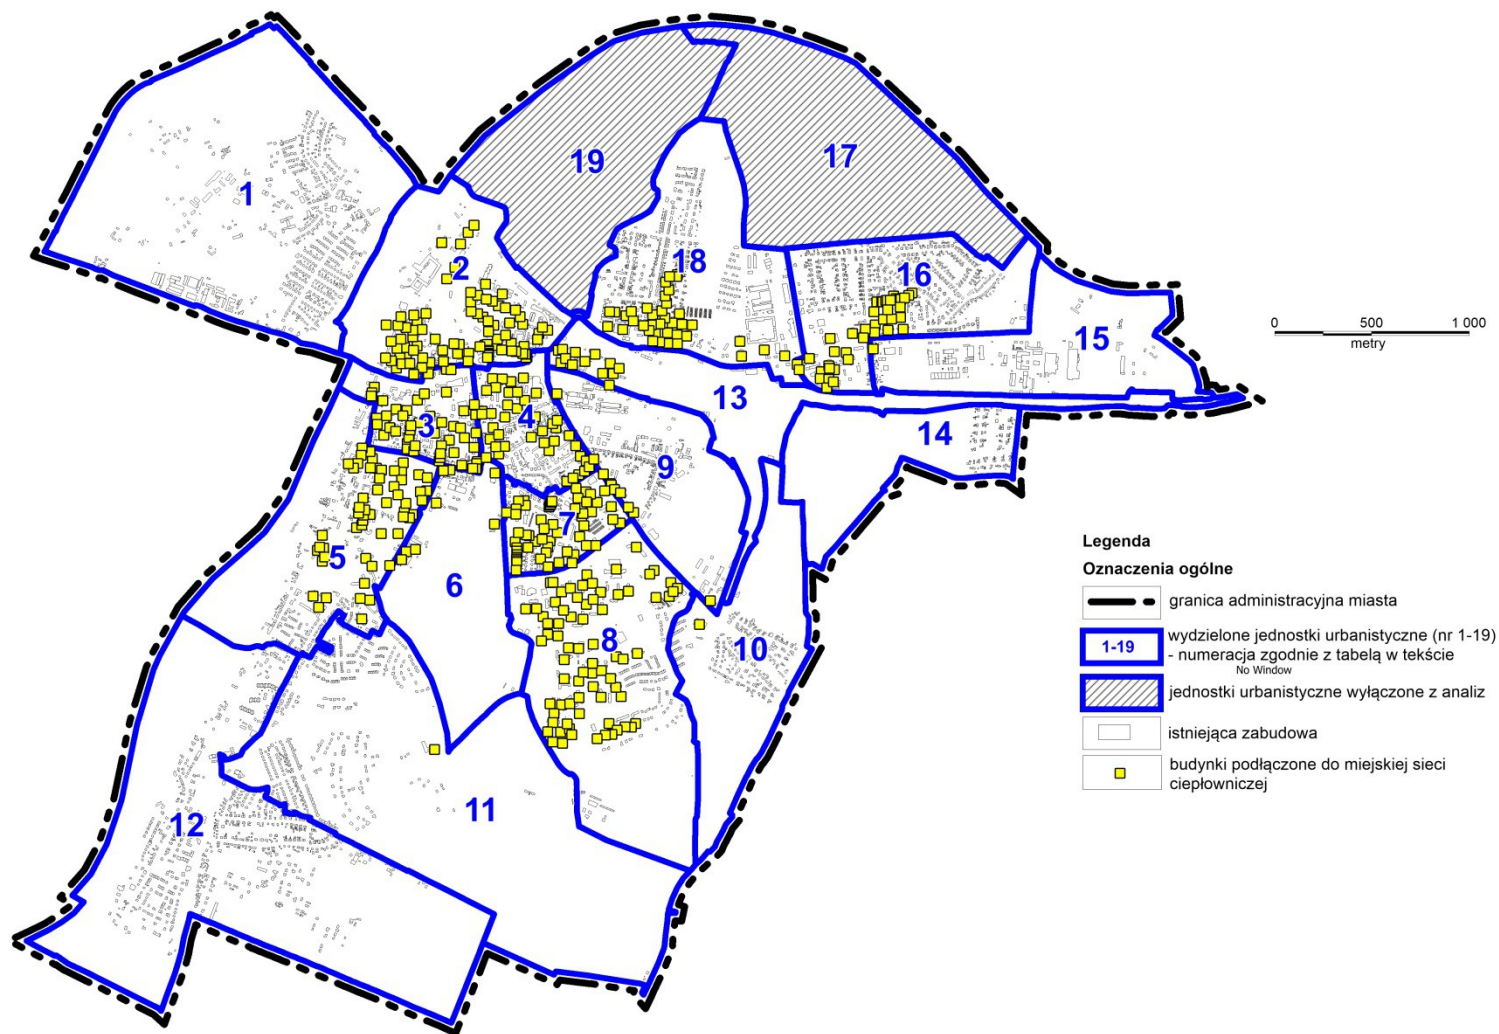 19
17
1
2
18
16
15
0 500 1 000
metry
13
3
4
14
9
7
5
6
8
10
11
12
Legenda
Oznaczenia ogólne
granica administracyjna miasta
1-19
wydzielone jednostki urbanistyczne (nr 1-19)
- numeracja zgodnie z tabelą w tekście
No Window
jednostki urbanistyczne wyłączone z analiz
istniejąca zabudowa
budynki podłączone do miejskiej sieci
ciepłowniczej